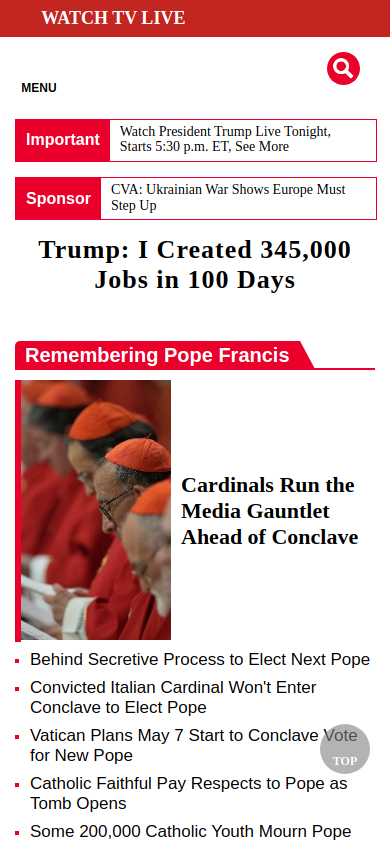 WATCH TV LIVE
MENU
Important
Watch President Trump Live Tonight,
Starts 5:30 p.m. ET, See More
Sponsor
CVA: Ukrainian War Shows Europe Must
Step Up
Trump: I Created 345,000
Jobs in 100 Days
Remembering Pope Francis
Cardinals Run the
Media Gauntlet
Ahead of Conclave
Behind Secretive Process to Elect Next Pope
Convicted Italian Cardinal Won't Enter
Conclave to Elect Pope
Vatican Plans May 7 Start to Conclave Vote
for New Pope
TOP
Catholic Faithful Pay Respects to Pope as
Tomb Opens
Some 200,000 Catholic Youth Mourn Pope